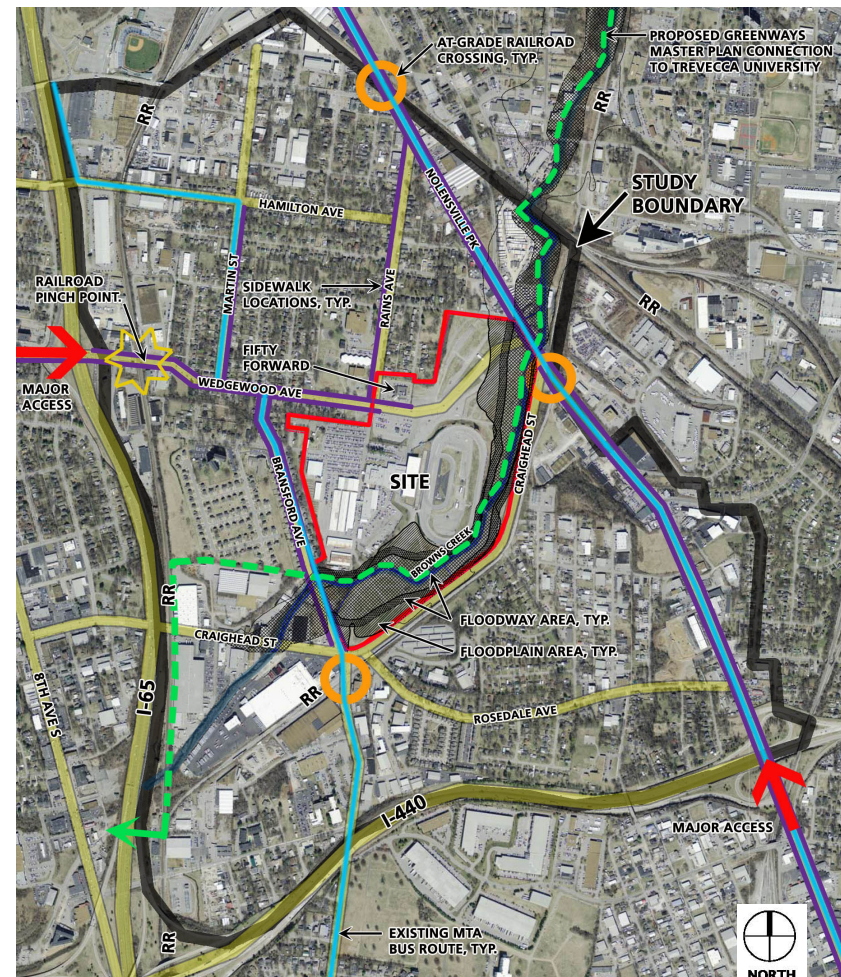 AT-GRADE RAILROAD
CROSSING, TYP.
PROPOSED GREENWAYS
MASTER PLAN CONNECTION
TO TREVECCA UNIVERSITY
RR
RR
STUDY
BOUNDARY
NOLENSVILLE PK
HAMILTON AVE
MARTIN ST
SIDEWALK
LOCATIONS, TYP.
RAINS AVE
RR
RAILROAD
PINCH POINT.
FIFTY
FORWARD
MAJOR
ACCESS
WEDGEWOOD AVE
BRANSFORD AVE
SITE
CRAIGHEAD ST
BROWNS CREEK
RR
FLOODWAY AREA, TYP.
FLOODPLAIN AREA, TYP.
CRAIGHEAD ST
8TH AVE S
I-65
RR
ROSEDALE AVE
I-440
MAJOR ACCESS
EXISTING MTA
BUS ROUTE, TYP.
RR
NORTH